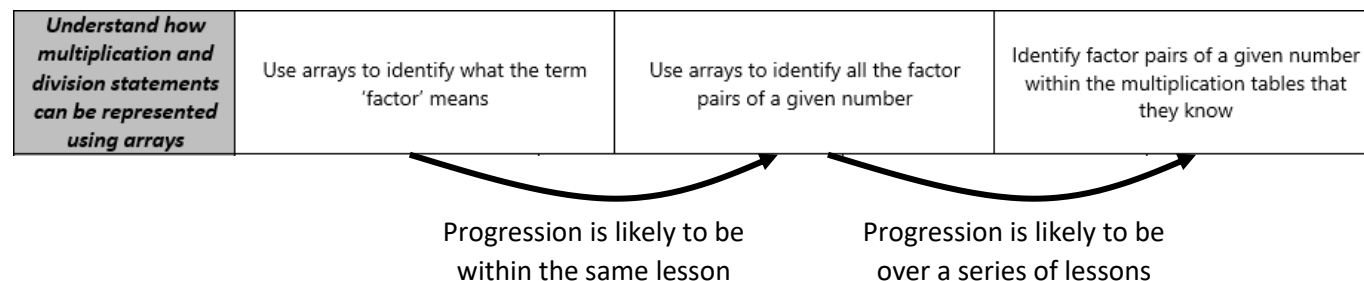 Understand how
multiplication and
division statements
can be represented
using arrays
Use arrays to identify what the term
‘factor’ means
Use arrays to identify all the factor
pairs of a given number
Identify factor pairs of a given number
within the multiplication tables that
they know
Progression is likely to be
within the same lesson
Progression is likely to be
over a series of lessons